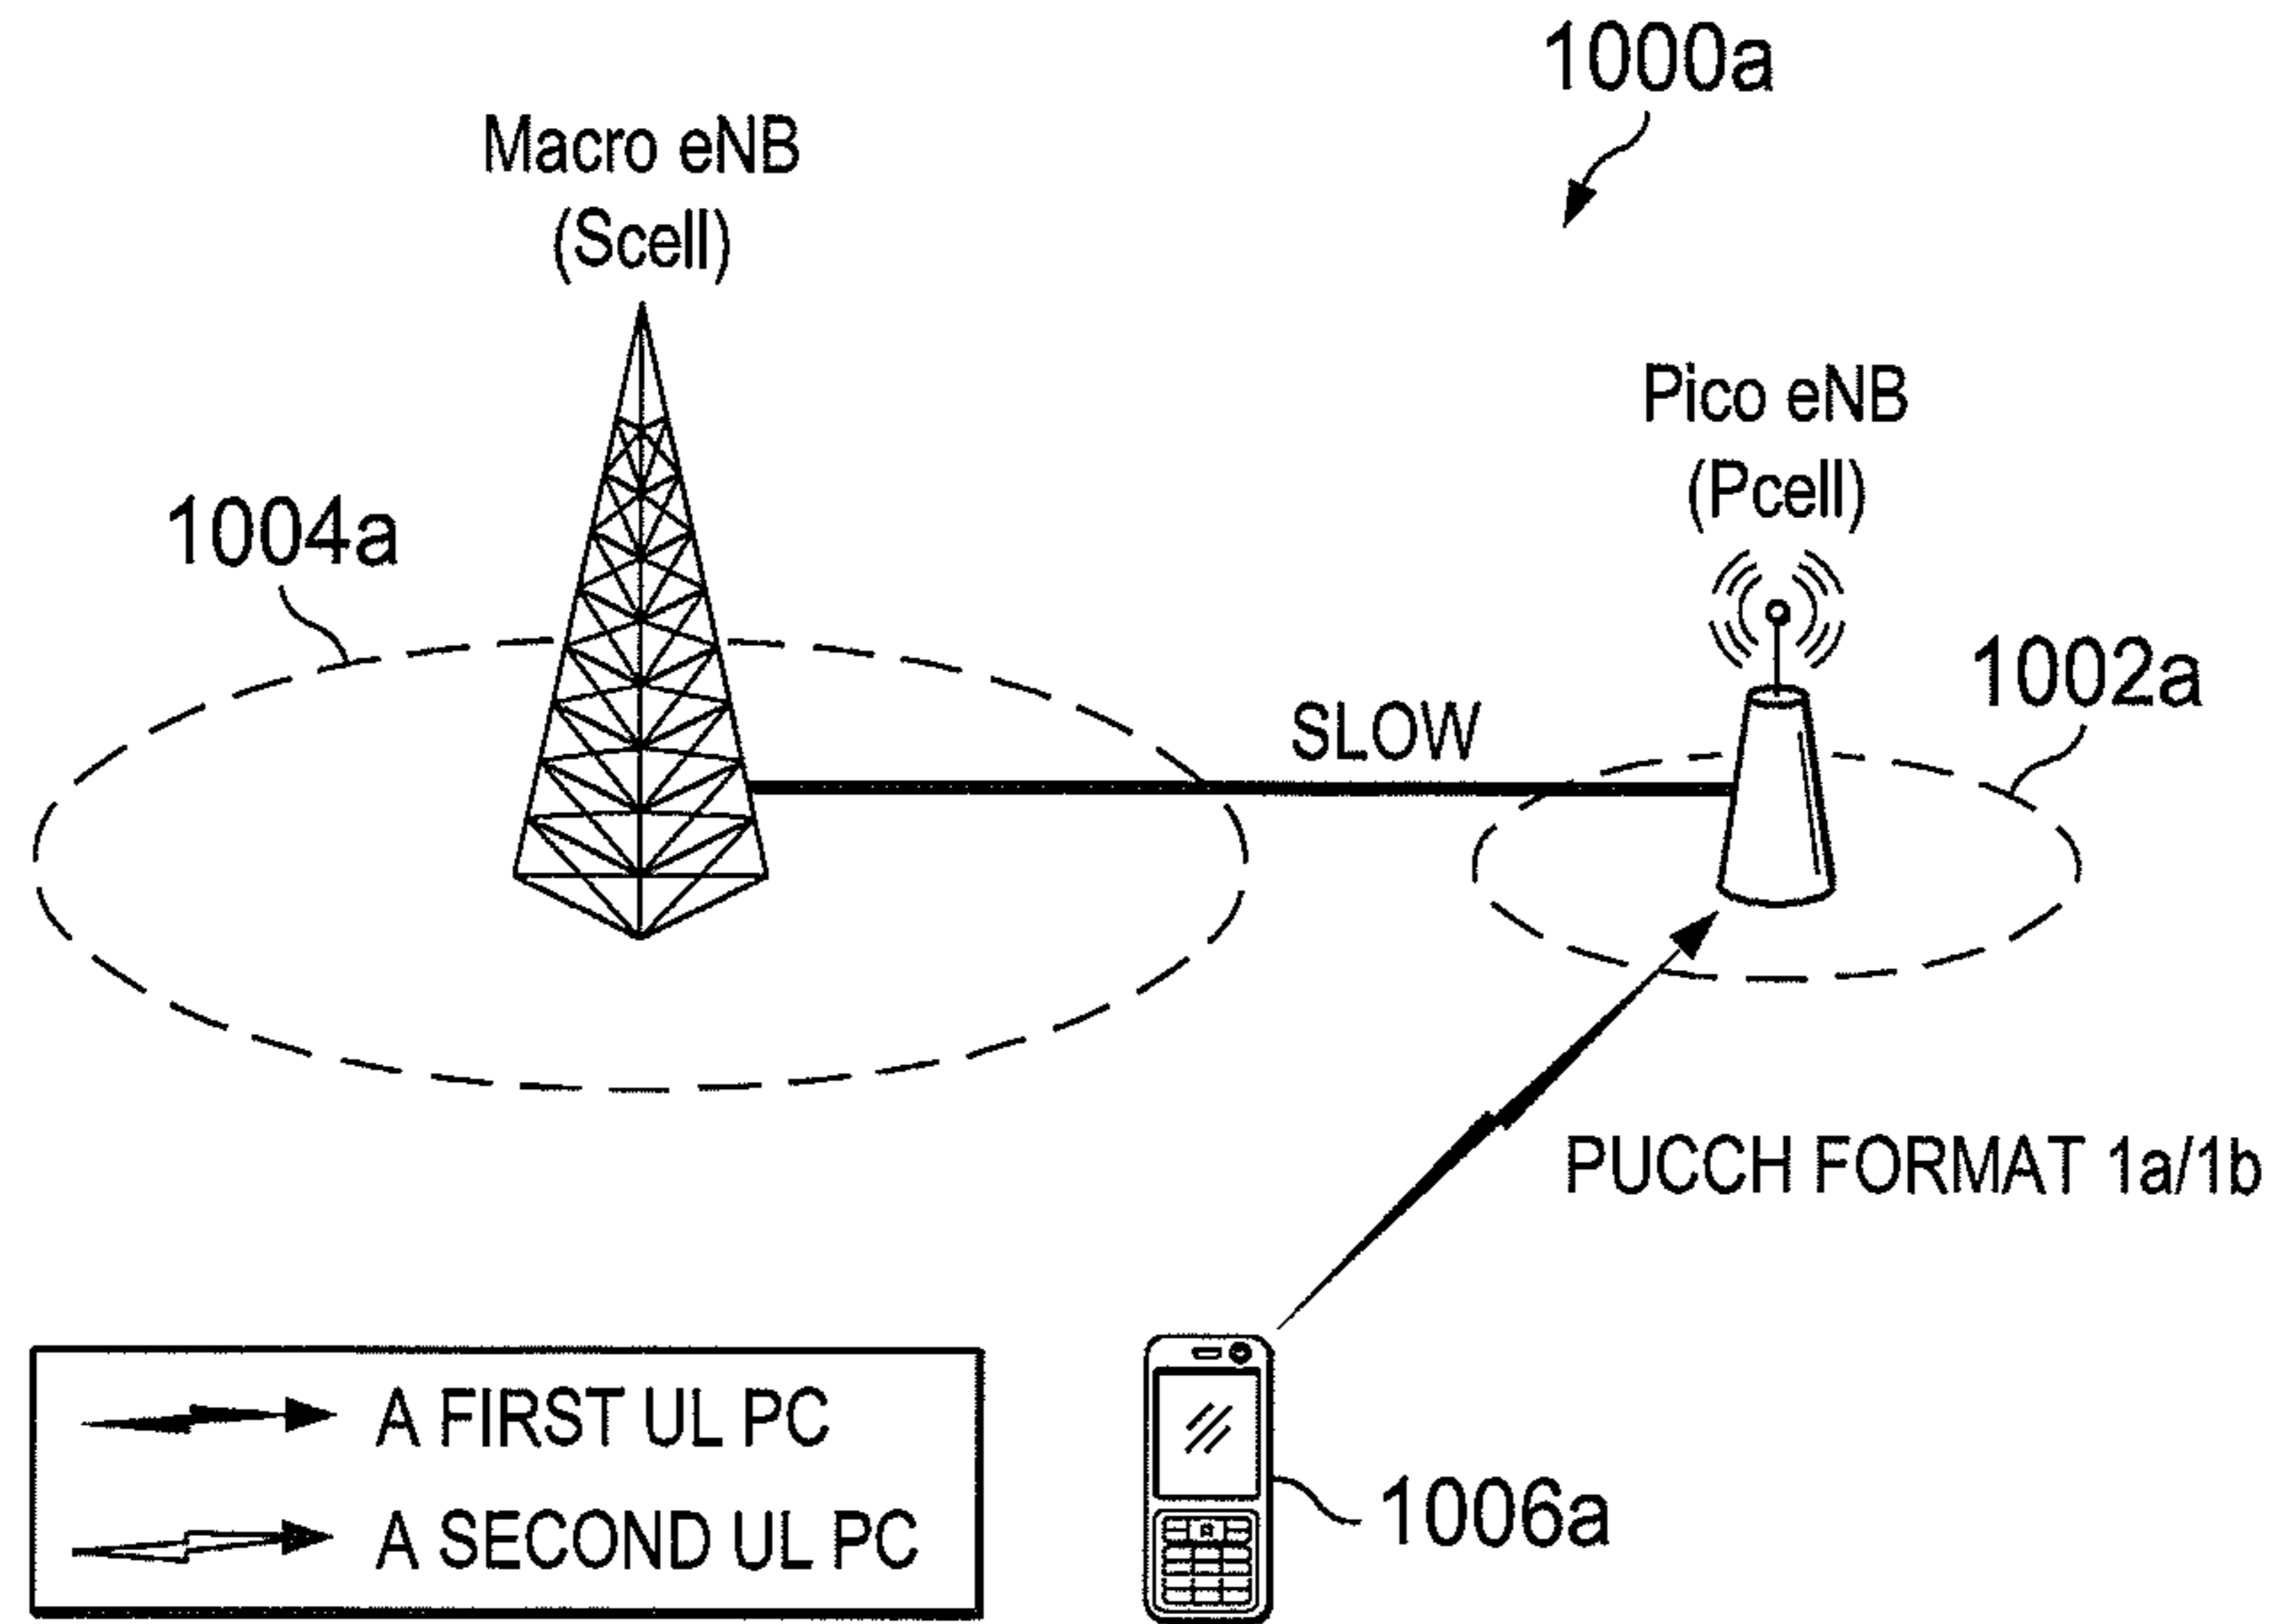 1000a
Macro eNB
(Scell)
Pico eNB
(Pcell)
1004a
1002a
SLOW
PUCCH FORMAT 1a/1b
A FIRST UL PC
A SECOND UL PC
1006a